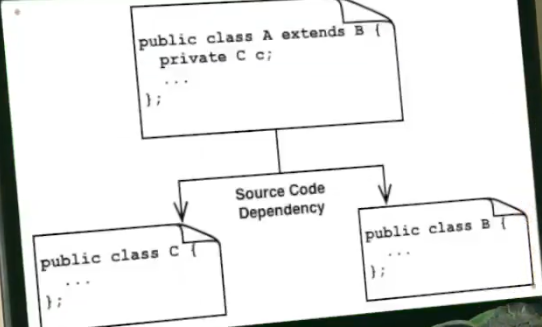 public class A extends B {
private C c;
...
};
Source Code
Dependency
public class C {
...
};
public class B {
...
};